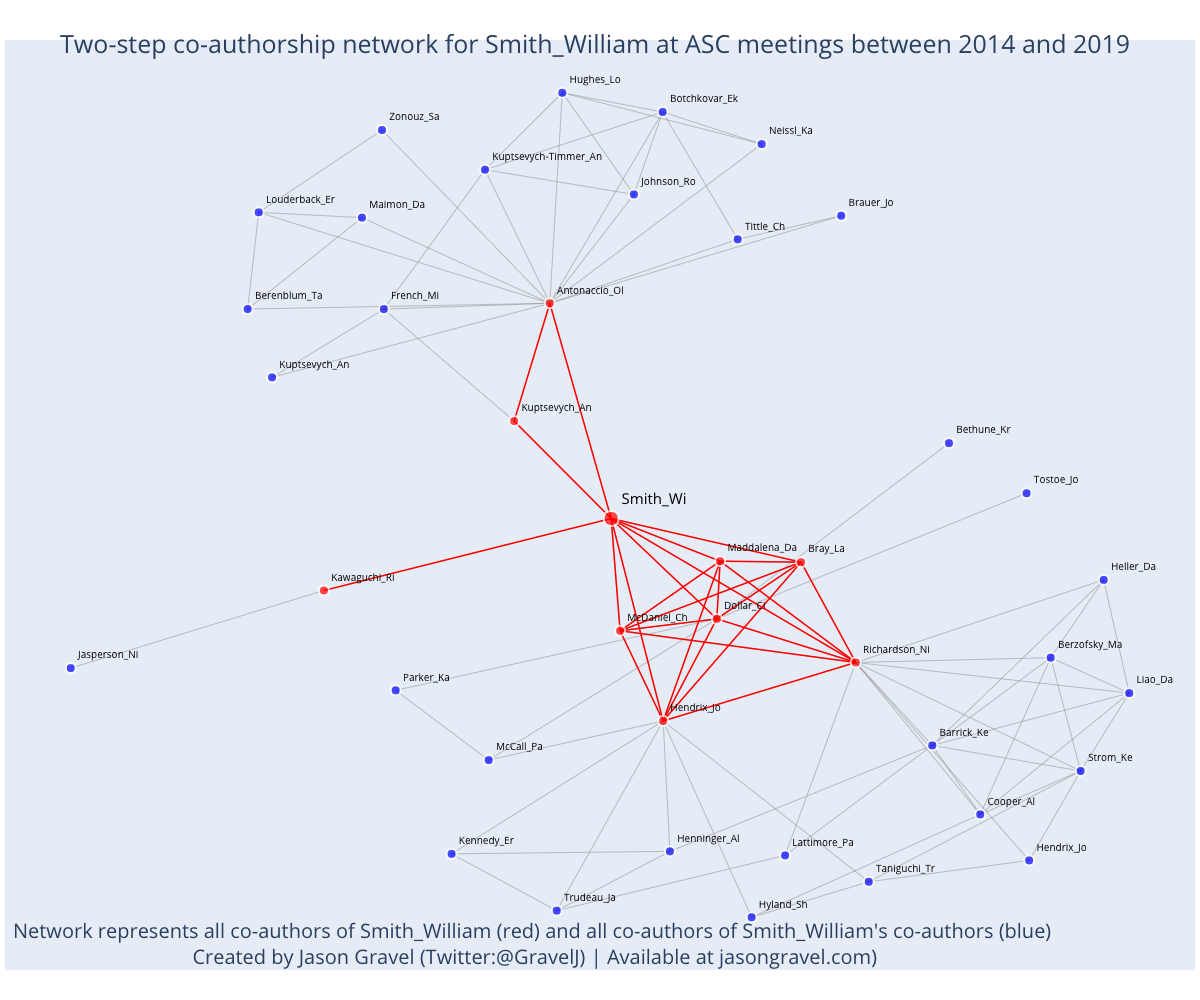 Two-step co-authorship network for Smith_William at ASC meetings between 2014 and 2019
Hughes_Lo
Botchkovar_Ek
Zonouz_Sa
Neissl_Ka
Kuptsevych-Timmer_An
Johnson_Ro
Louderback_Er
Maimon_Da
Brauer_Jo
Tittle_Ch
Antonaccio_Ol
Berenblum_Ta
French_Mi
Kuptsevych_An
Kuptsevych_An
Bethune_Kr
Tostoe_Jo
Smith_Wi
Maddalena_Da
Bray_La
Heller_Da
Kawaguchi_Ri
Dollar_Ci
McDaniel_Ch
Berzofsky_Ma
Richardson_Ni
Jasperson_Ni
Parker_Ka
Liao_Da
Hendrix_Jo
Barrick_Ke
McCall_Pa
Strom_Ke
Cooper_Al
Kennedy_Er
Henninger_Al
Lattimore_Pa
Hendrix_Jo
Taniguchi_Tr
Trudeau_Ja
Hyland_Sh
Network represents all co-authors of Smith_William (red) and all co-authors of Smith_William's co-authors (blue)
Created by Jason Gravel (Twitter:@GravelJ) | Available at jasongravel.com)